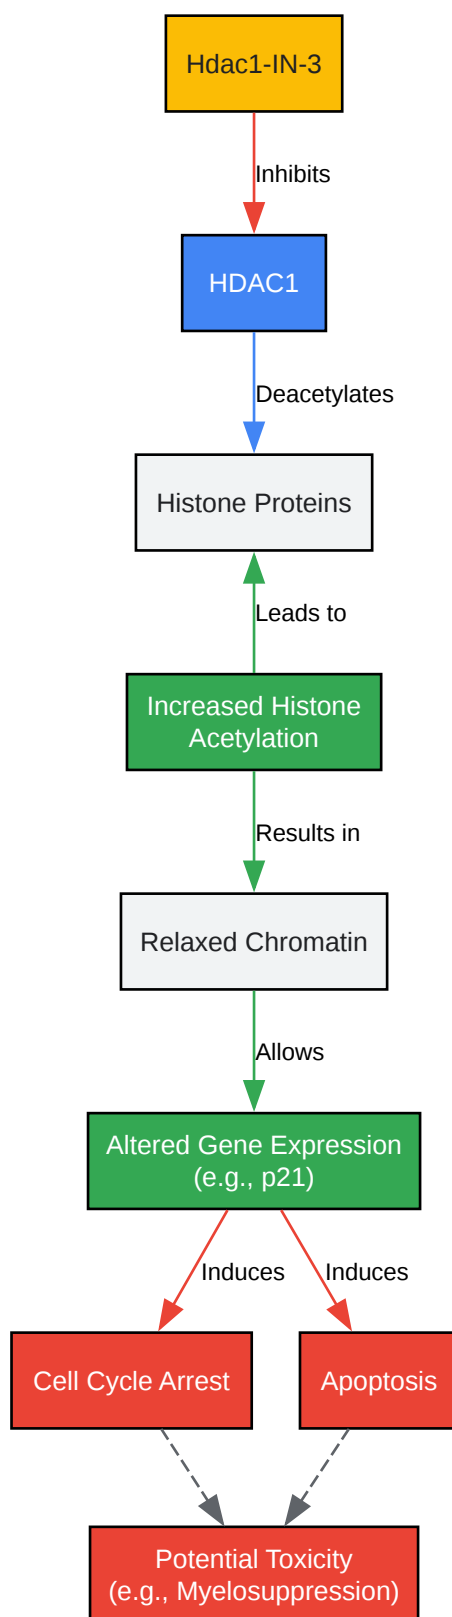 Hdac1-IN-3
Inhibits
HDAC1
Deacetylates
Histone Proteins
Leads to
Increased Histone
Acetylation
Results in
Relaxed Chromatin
Allows
Altered Gene Expression
(e.g., p21)
Induces
Induces
Cell Cycle Arrest
Apoptosis
Potential Toxicity
(e.g., Myelosuppression)